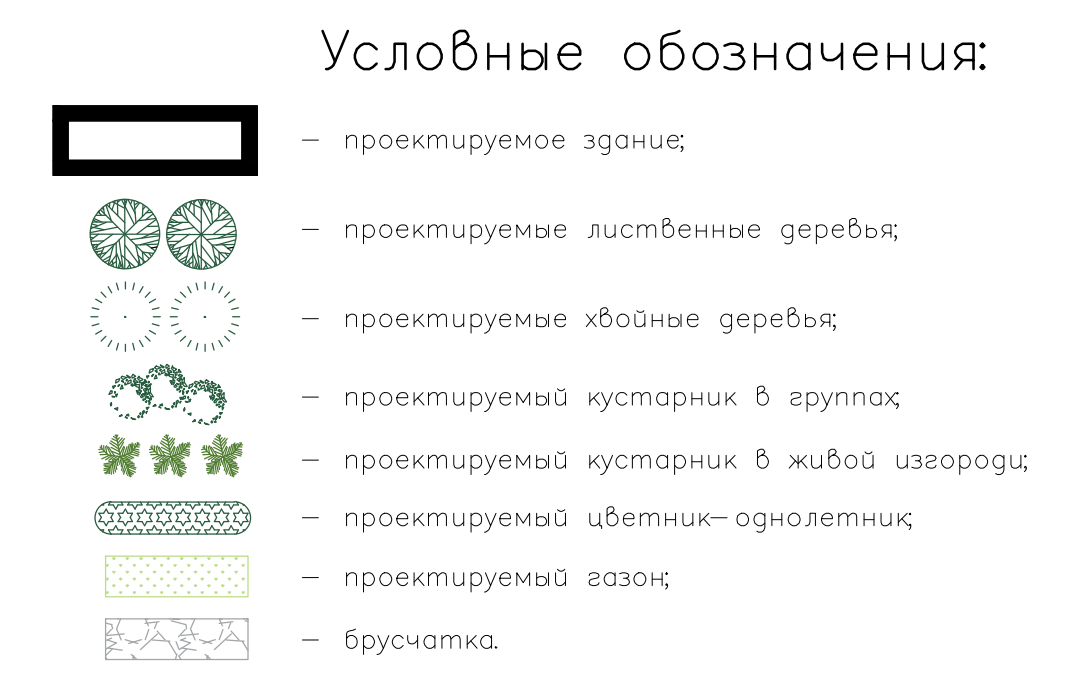 Условные обозначения:
— проектируемое здание;
— проектируемые лиственные деревья;
— проектируемые хвойные деревья;
— проектируемый кустарник в группах;
— проектируемый кустарник в живой изгороди;
— проектируемый цветник—однолетник;
— проектируемый газон;
— брусчатка.